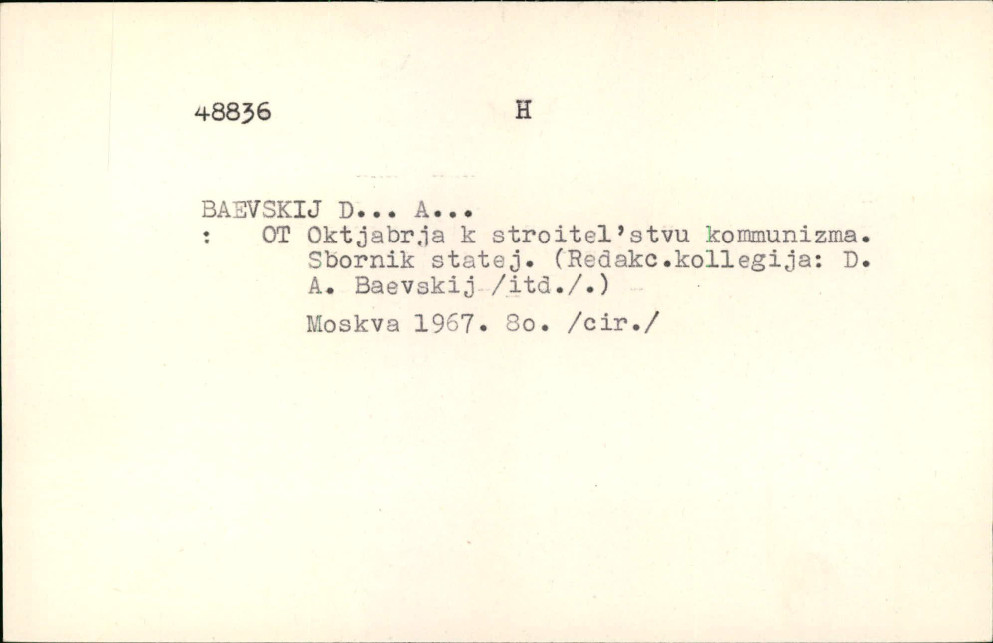 48836 H
BAEVSKIJ D... A...
: OT Oktjabrja k stroitel'stvu kommunizma.
Sbornik statej. (Redakc.kollegija: D.
A. Baevskij /itd./.)
Moskva 1967. 8o. /cir./